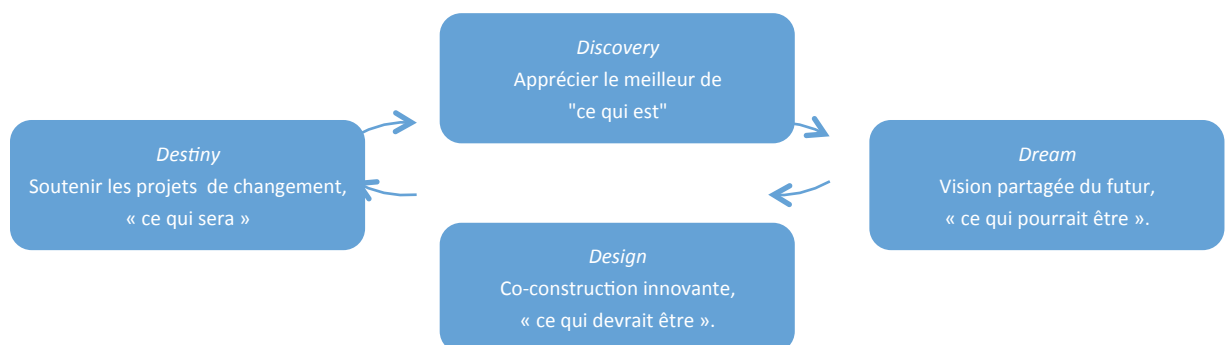 Discovery
Apprécier le meilleur de
"ce qui est"
Destiny
Soutenir les projets  de changement,
« ce qui sera »
Dream
Vision partagée du futur,
« ce qui pourrait être ».
Design
Co-construction innovante,
« ce qui devrait être ».